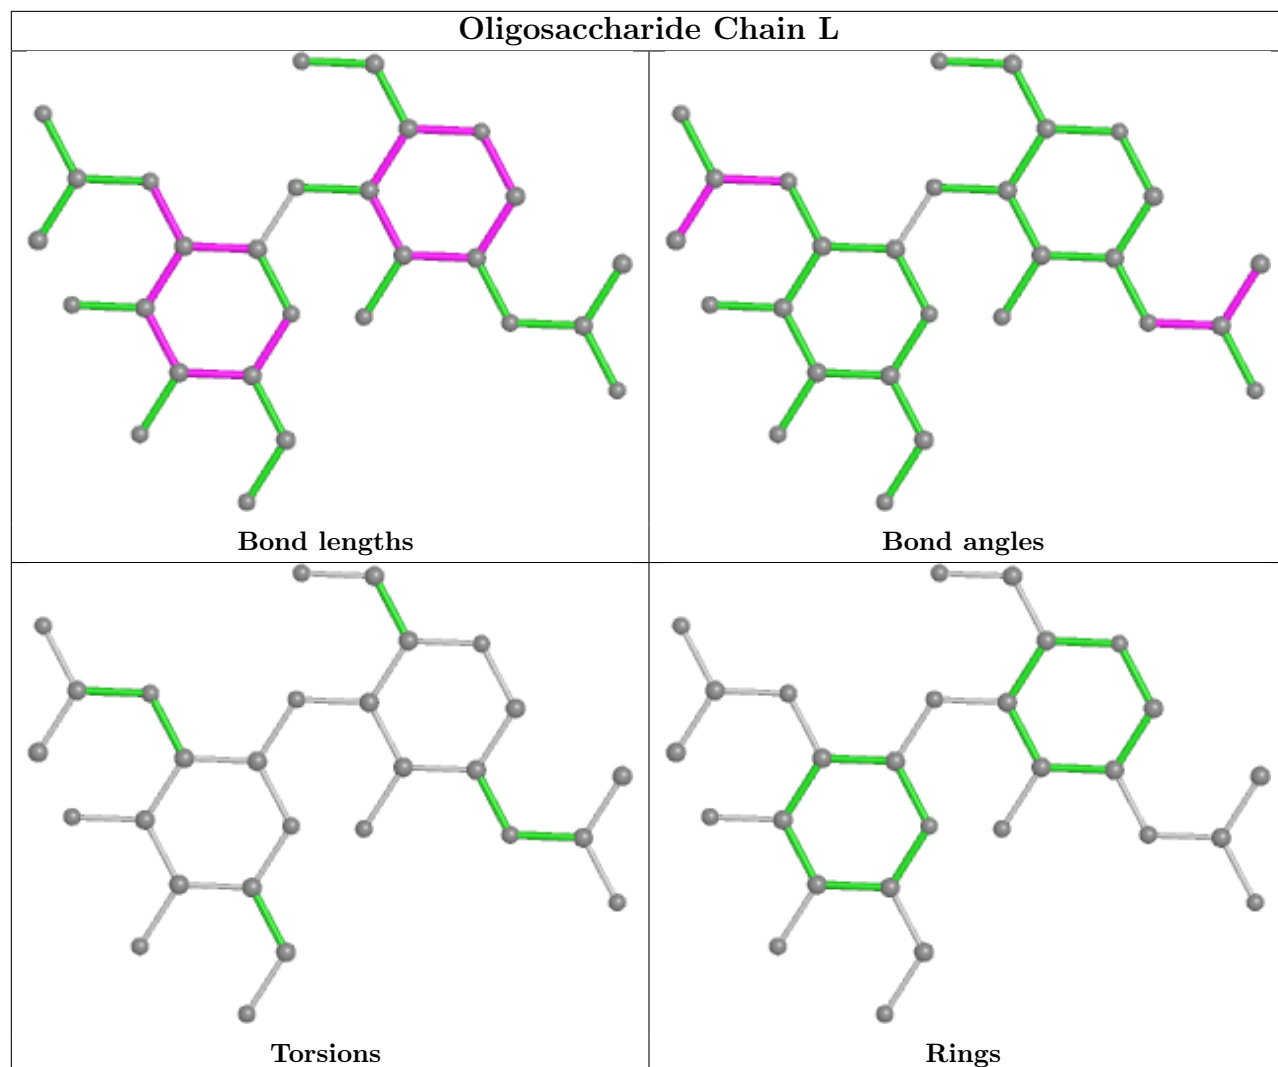 Oligosaccharide Chain L
Bond lengths
Bond angles
Torsions
Rings